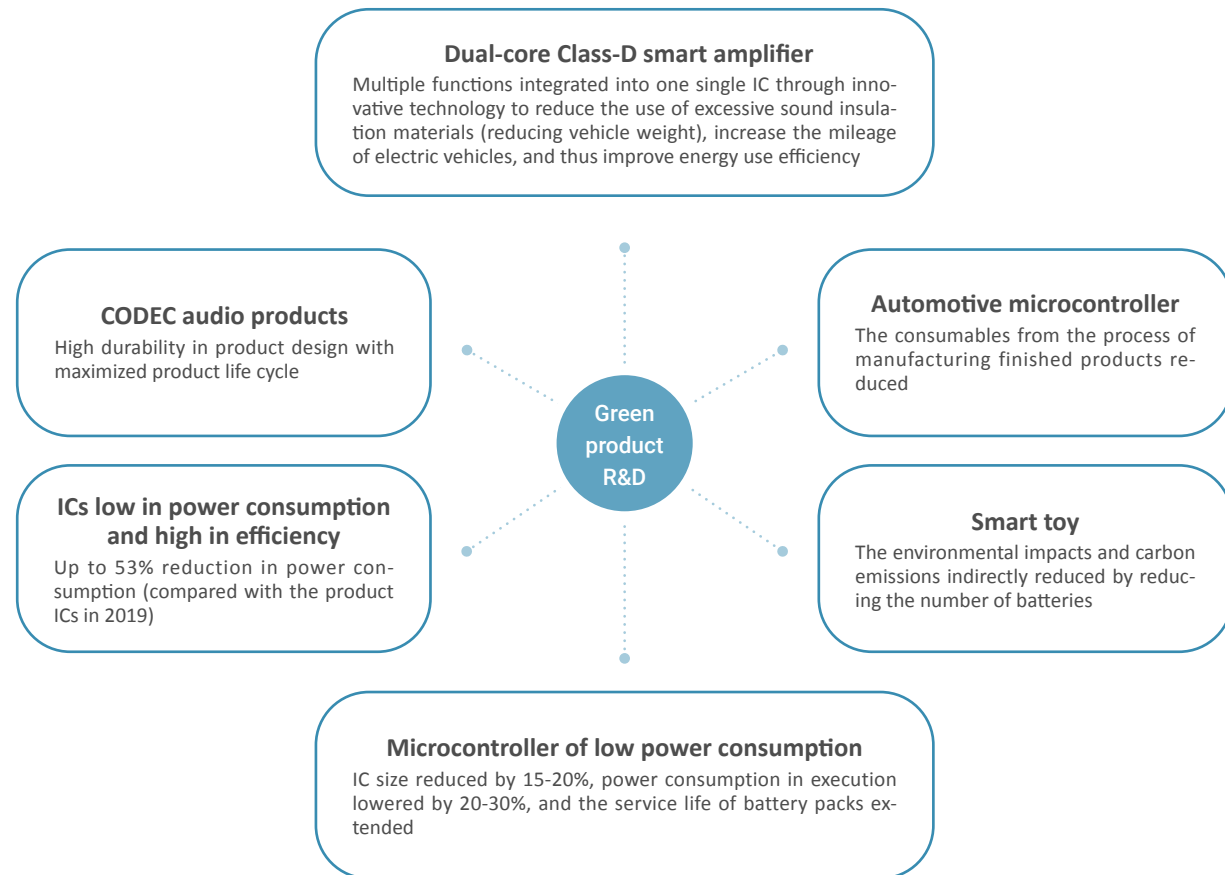 Dual-core Class-D smart amplifier
Multiple functions integrated into one single IC through inno-
vative technology to reduce the use of excessive sound insula-
tion materials (reducing vehicle weight), increase the mileage
of electric vehicles, and thus improve energy use efficiency
CODEC audio products
High durability in product design with
maximized product life cycle
Automotive microcontroller
The consumables from the process of
manufacturing finished products re-
duced
Green
product
R&D
ICs low in power consumption
and high in efficiency
Up to 53% reduction in power con-
sumption (compared with the product
ICs in 2019)
Smart toy
The environmental impacts and carbon
emissions indirectly reduced by reduc-
ing the number of batteries
Microcontroller of low power consumption
IC size reduced by 15-20%, power consumption in execution
lowered by 20-30%, and the service life of battery packs ex-
tended